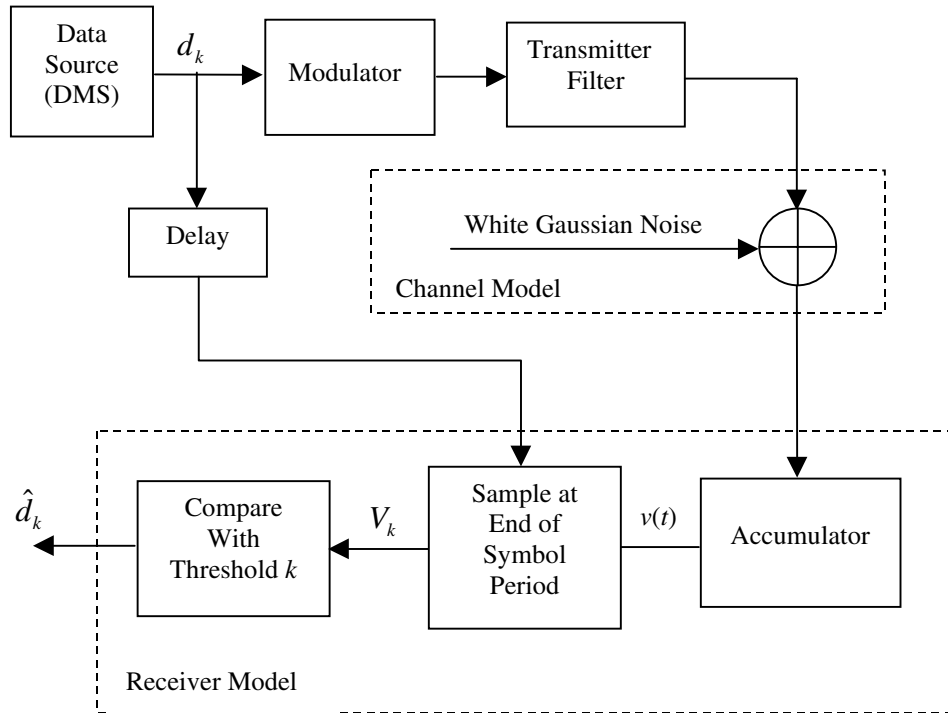 Data
Source
(DMS)
d_k
Modulator
Transmitter
Filter
Delay
White Gaussian Noise
Channel Model
d̂_k
Compare
With
Threshold k
V_k
Sample at
End of
Symbol
Period
v(t)
Accumulator
Receiver Model